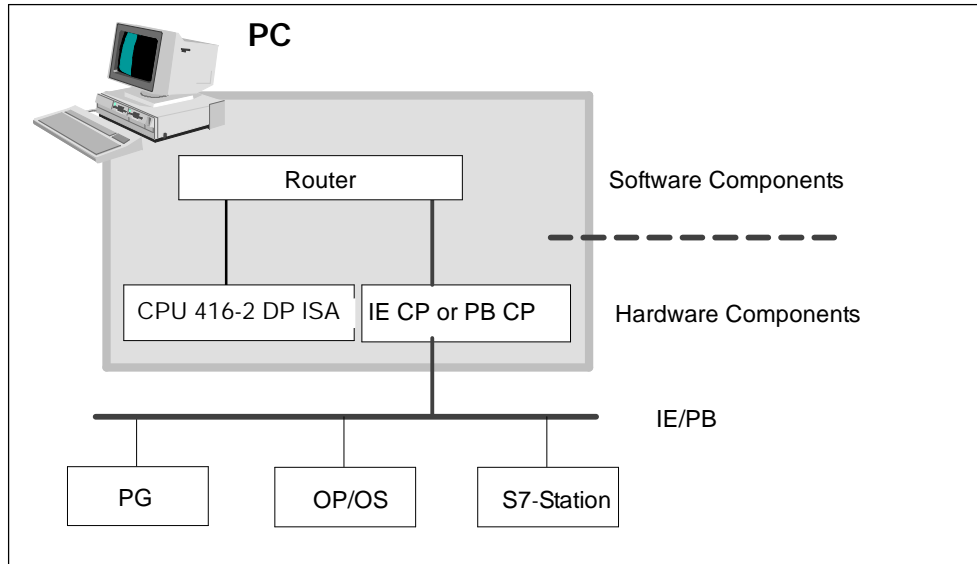 PC
Router
Software Components
CPU 416-2 DP ISA
IE CP or PB CP
Hardware Components
IE/PB
PG
OP/OS
S7-Station